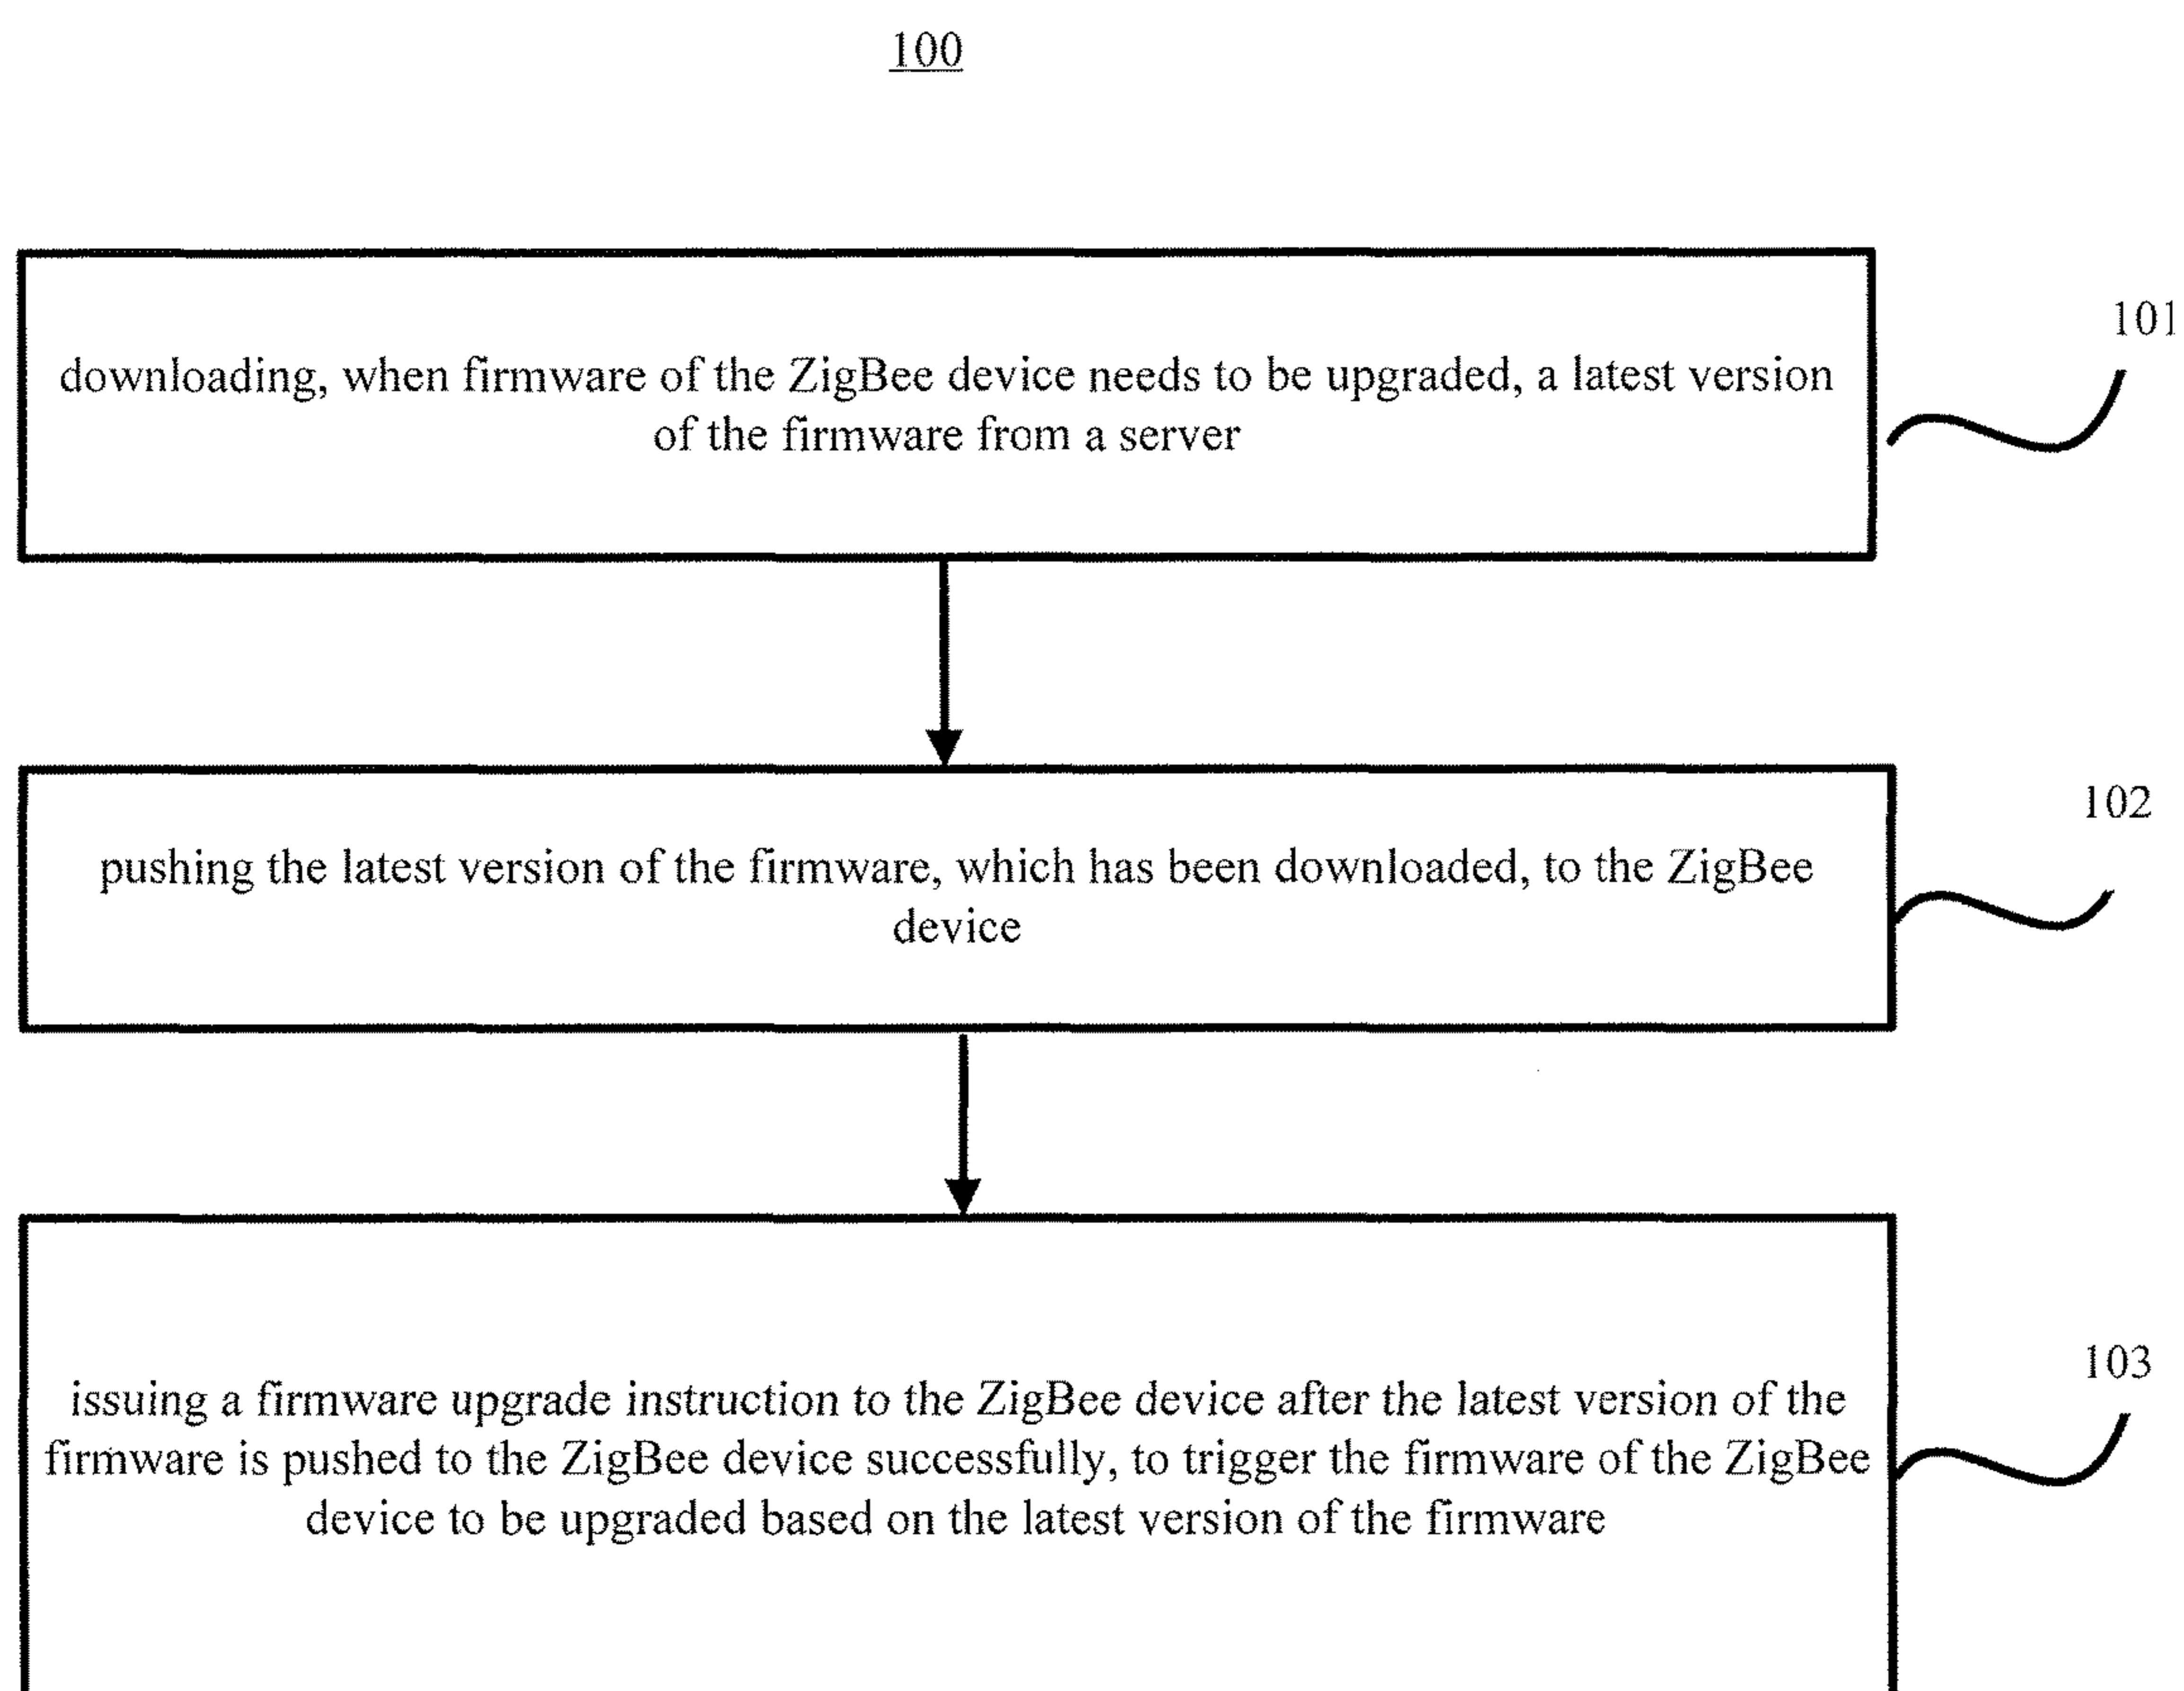 100
101
downloading, when firmware of the ZigBee device needs to be upgraded, a latest version
of the firmware from a server
102
pushing the latest version of the firmware, which has been downloaded, to the ZigBee
device
103
issuing a firmware upgrade instruction to the ZigBee device after the latest version of the
firmware is pushed to the ZigBee device successfully, to trigger the firmware of the ZigBee
device to be upgraded based on the latest version of the firmware